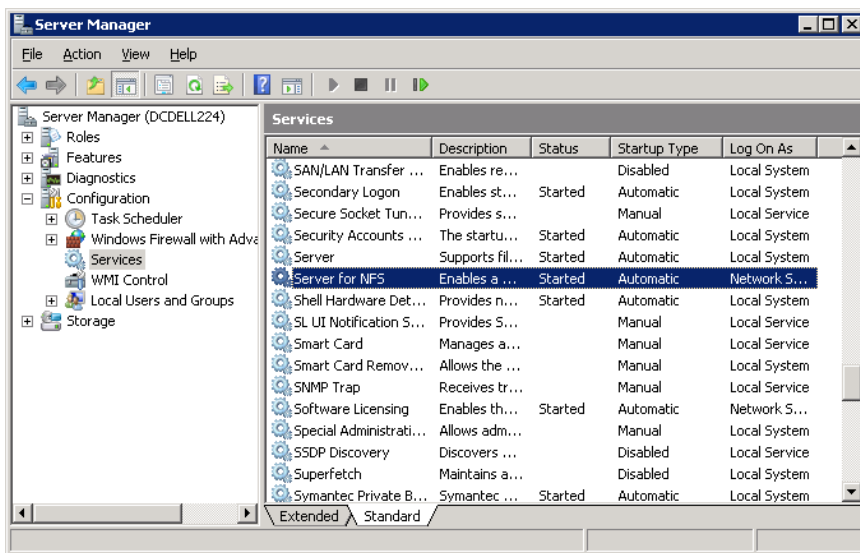 Server Manager
File Action View Help
Server Manager (DCDELL224)
Roles
Features
Diagnostics
Configuration
Task Scheduler
Windows Firewall with Adva
Services
WMI Control
Local Users and Groups
Storage
Services
Name Description Status Startup Type Log On As
SAN/LAN Transfer ... Enables re... Disabled Local System
Secondary Logon Enables st... Started Automatic Local System
Secure Socket Tun... Provides s... Manual Local Service
Security Accounts ... The startu... Started Automatic Local System
Server Supports fil... Started Automatic Local System
Server for NFS Enables a ... Started Automatic Network S...
Shell Hardware Det... Provides n... Started Automatic Local System
SL UI Notification S... Provides S... Manual Local Service
Smart Card Manages a... Manual Local Service
Smart Card Remov... Allows the ... Manual Local System
SNMP Trap Receives tr... Manual Local Service
Software Licensing Enables th... Started Automatic Network S...
Special Administrati... Allows adm... Manual Local System
SSDP Discovery Discovers ... Disabled Local Service
Superfetch Maintains a... Disabled Local System
Symantec Private B... Symantec ... Started Automatic Local System
Extended Standard